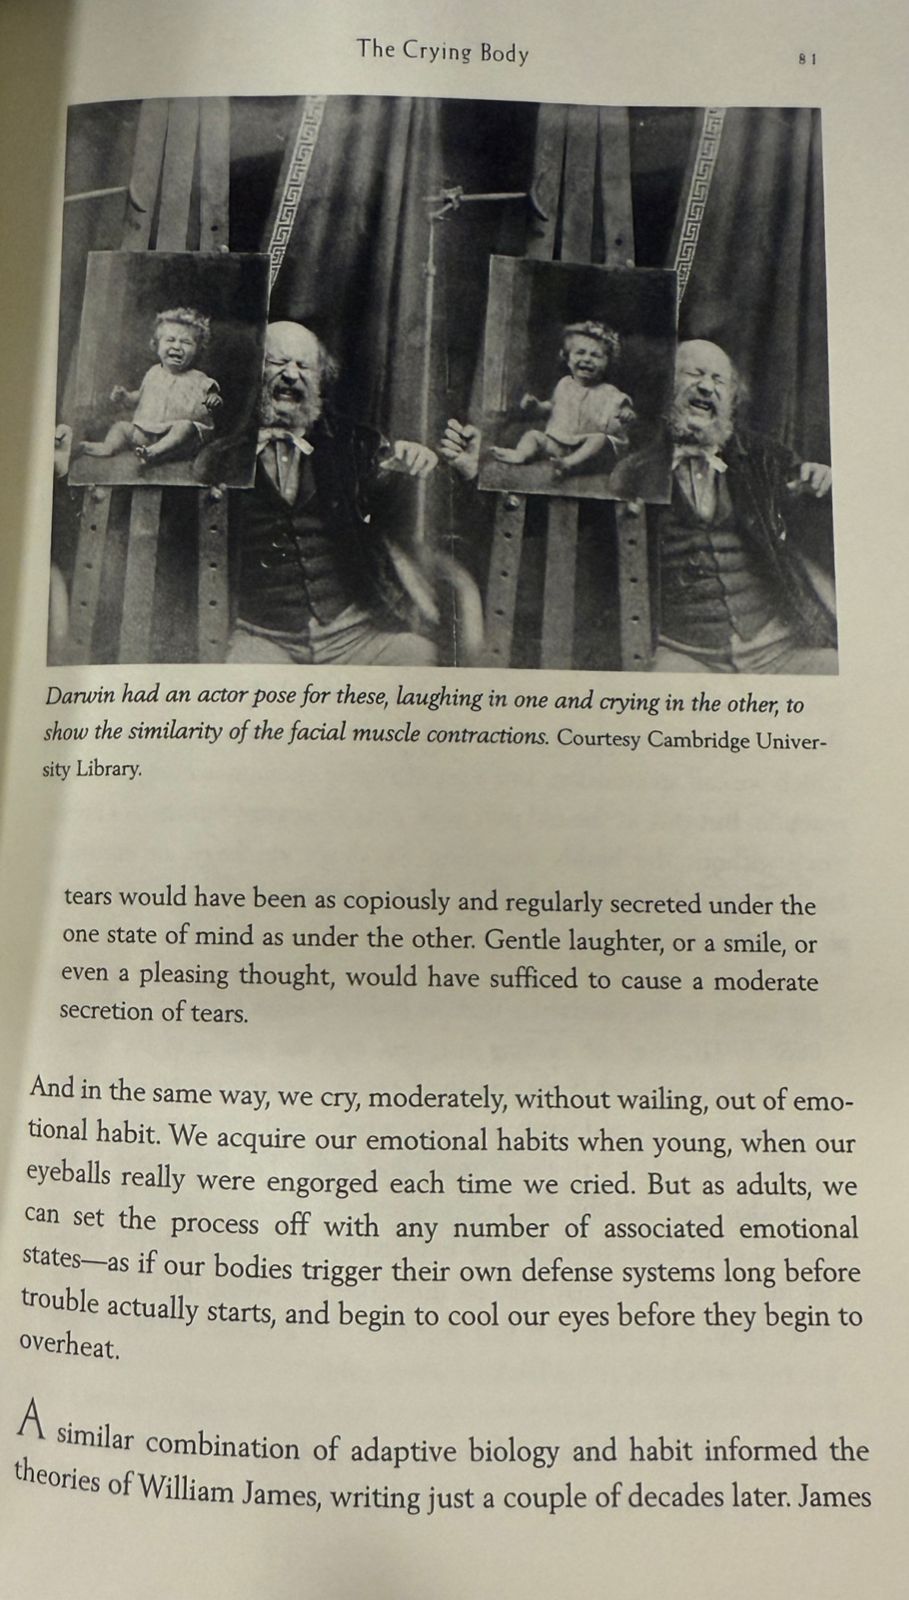 The Crying Body
81
Darwin had an actor pose for these, laughing in one and crying in the other, to
show the similarity of the facial muscle contractions. Courtesy Cambridge Univer-
sity Library.
tears would have been as copiously and regularly secreted under the
one state of mind as under the other. Gentle laughter, or a smile, or
even a pleasing thought, would have sufficed to cause a moderate
secretion of tears.
And in the same way, we cry, moderately, without wailing, out of emo-
tional habit. We acquire our emotional habits when young, when our
eyeballs really were engorged each time we cried. But as adults, we
can set the process off with any number of associated emotional
states—as if our bodies trigger their own defense systems long before
trouble actually starts, and begin to cool our eyes before they begin to
overheat.
A similar combination of adaptive biology and habit informed the
theories of William James, writing just a couple of decades later. James